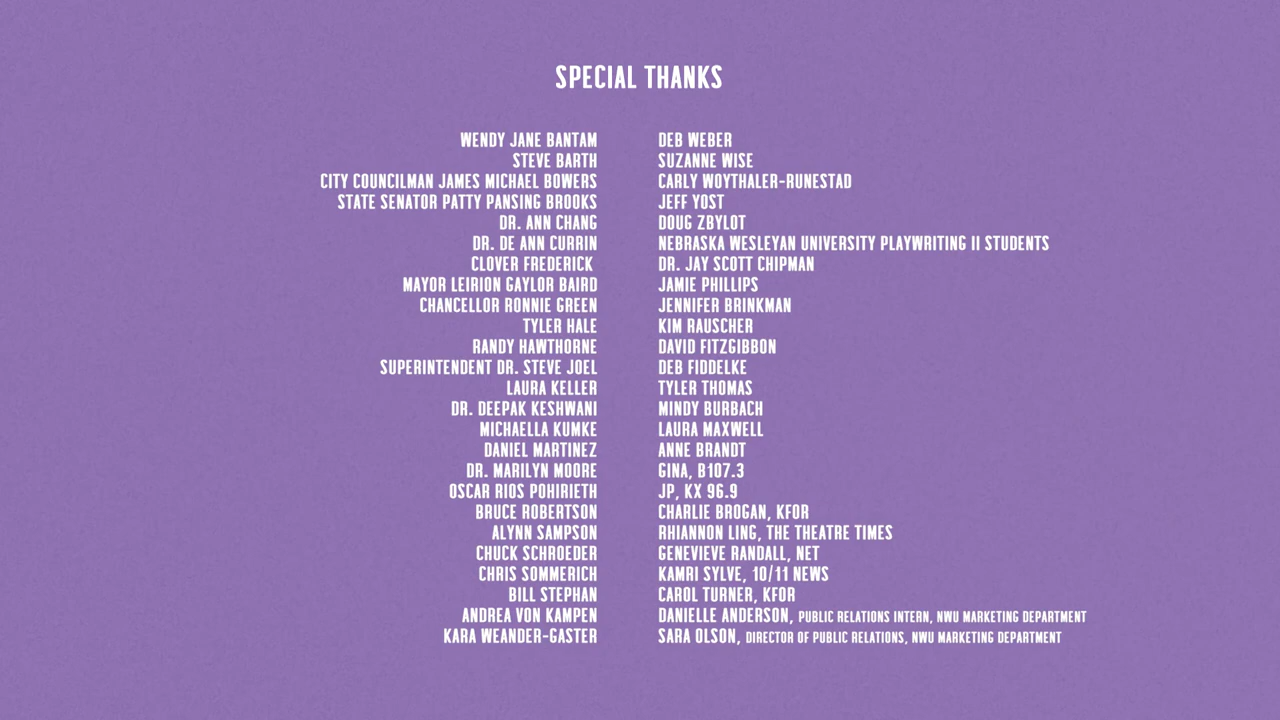 SPECIAL THANKS
WENDY JANE BANTAM
STEVE BARTH
CITY COUNCILMAN JAMES MICHAEL BOWERS
STATE SENATOR PATTY PANSING BROOKS
DR. ANN CHANG
DR. DE ANN CURRIN
CLOVER FREDERICK
MAYOR LEIRION GAYLOR BAIRD
CHANCELLOR RONNIE GREEN
TYLER HALE
RANDY HAWTHORNE
SUPERINTENDENT DR. STEVE JOEL
LAURA KELLER
DR. DEEPAK KESHWANI
MICHAELLA KUMKE
DANIEL MARTINEZ
DR. MARILYN MOORE
OSCAR RIOS POHIRIETH
BRUCE ROBERTSON
ALYNN SAMPSON
CHUCK SCHROEDER
CHRIS SOMMERICH
BILL STEPHAN
ANDREA VON KAMPEN
KARA WEANDER-GASTER
DEB WEBER
SUZANNE WISE
CARLY WOYTHALER-RUNESTAD
JEFF YOST
DOUG ZBYLOT
NEBRASKA WESLEYAN UNIVERSITY PLAYWRITING II STUDENTS
DR. JAY SCOTT CHIPMAN
JAMIE PHILLIPS
JENNIFER BRINKMAN
KIM RAUSCHER
DAVID FITZGIBBON
DEB FIDDELKE
TYLER THOMAS
MINDY BURBACH
LAURA MAXWELL
ANNE BRANDT
GINA, B107.3
JP, KX 96.9
CHARLIE BROGAN, KFOR
RHIANNON LING, THE THEATRE TIMES
GENEVIEVE RANDALL, NET
KAMRI SYLVE, 10/11 NEWS
CAROL TURNER, KFOR
DANIELLE ANDERSON, PUBLIC RELATIONS INTERN, NWU MARKETING DEPARTMENT
SARA OLSON, DIRECTOR OF PUBLIC RELATIONS, NWU MARKETING DEPARTMENT